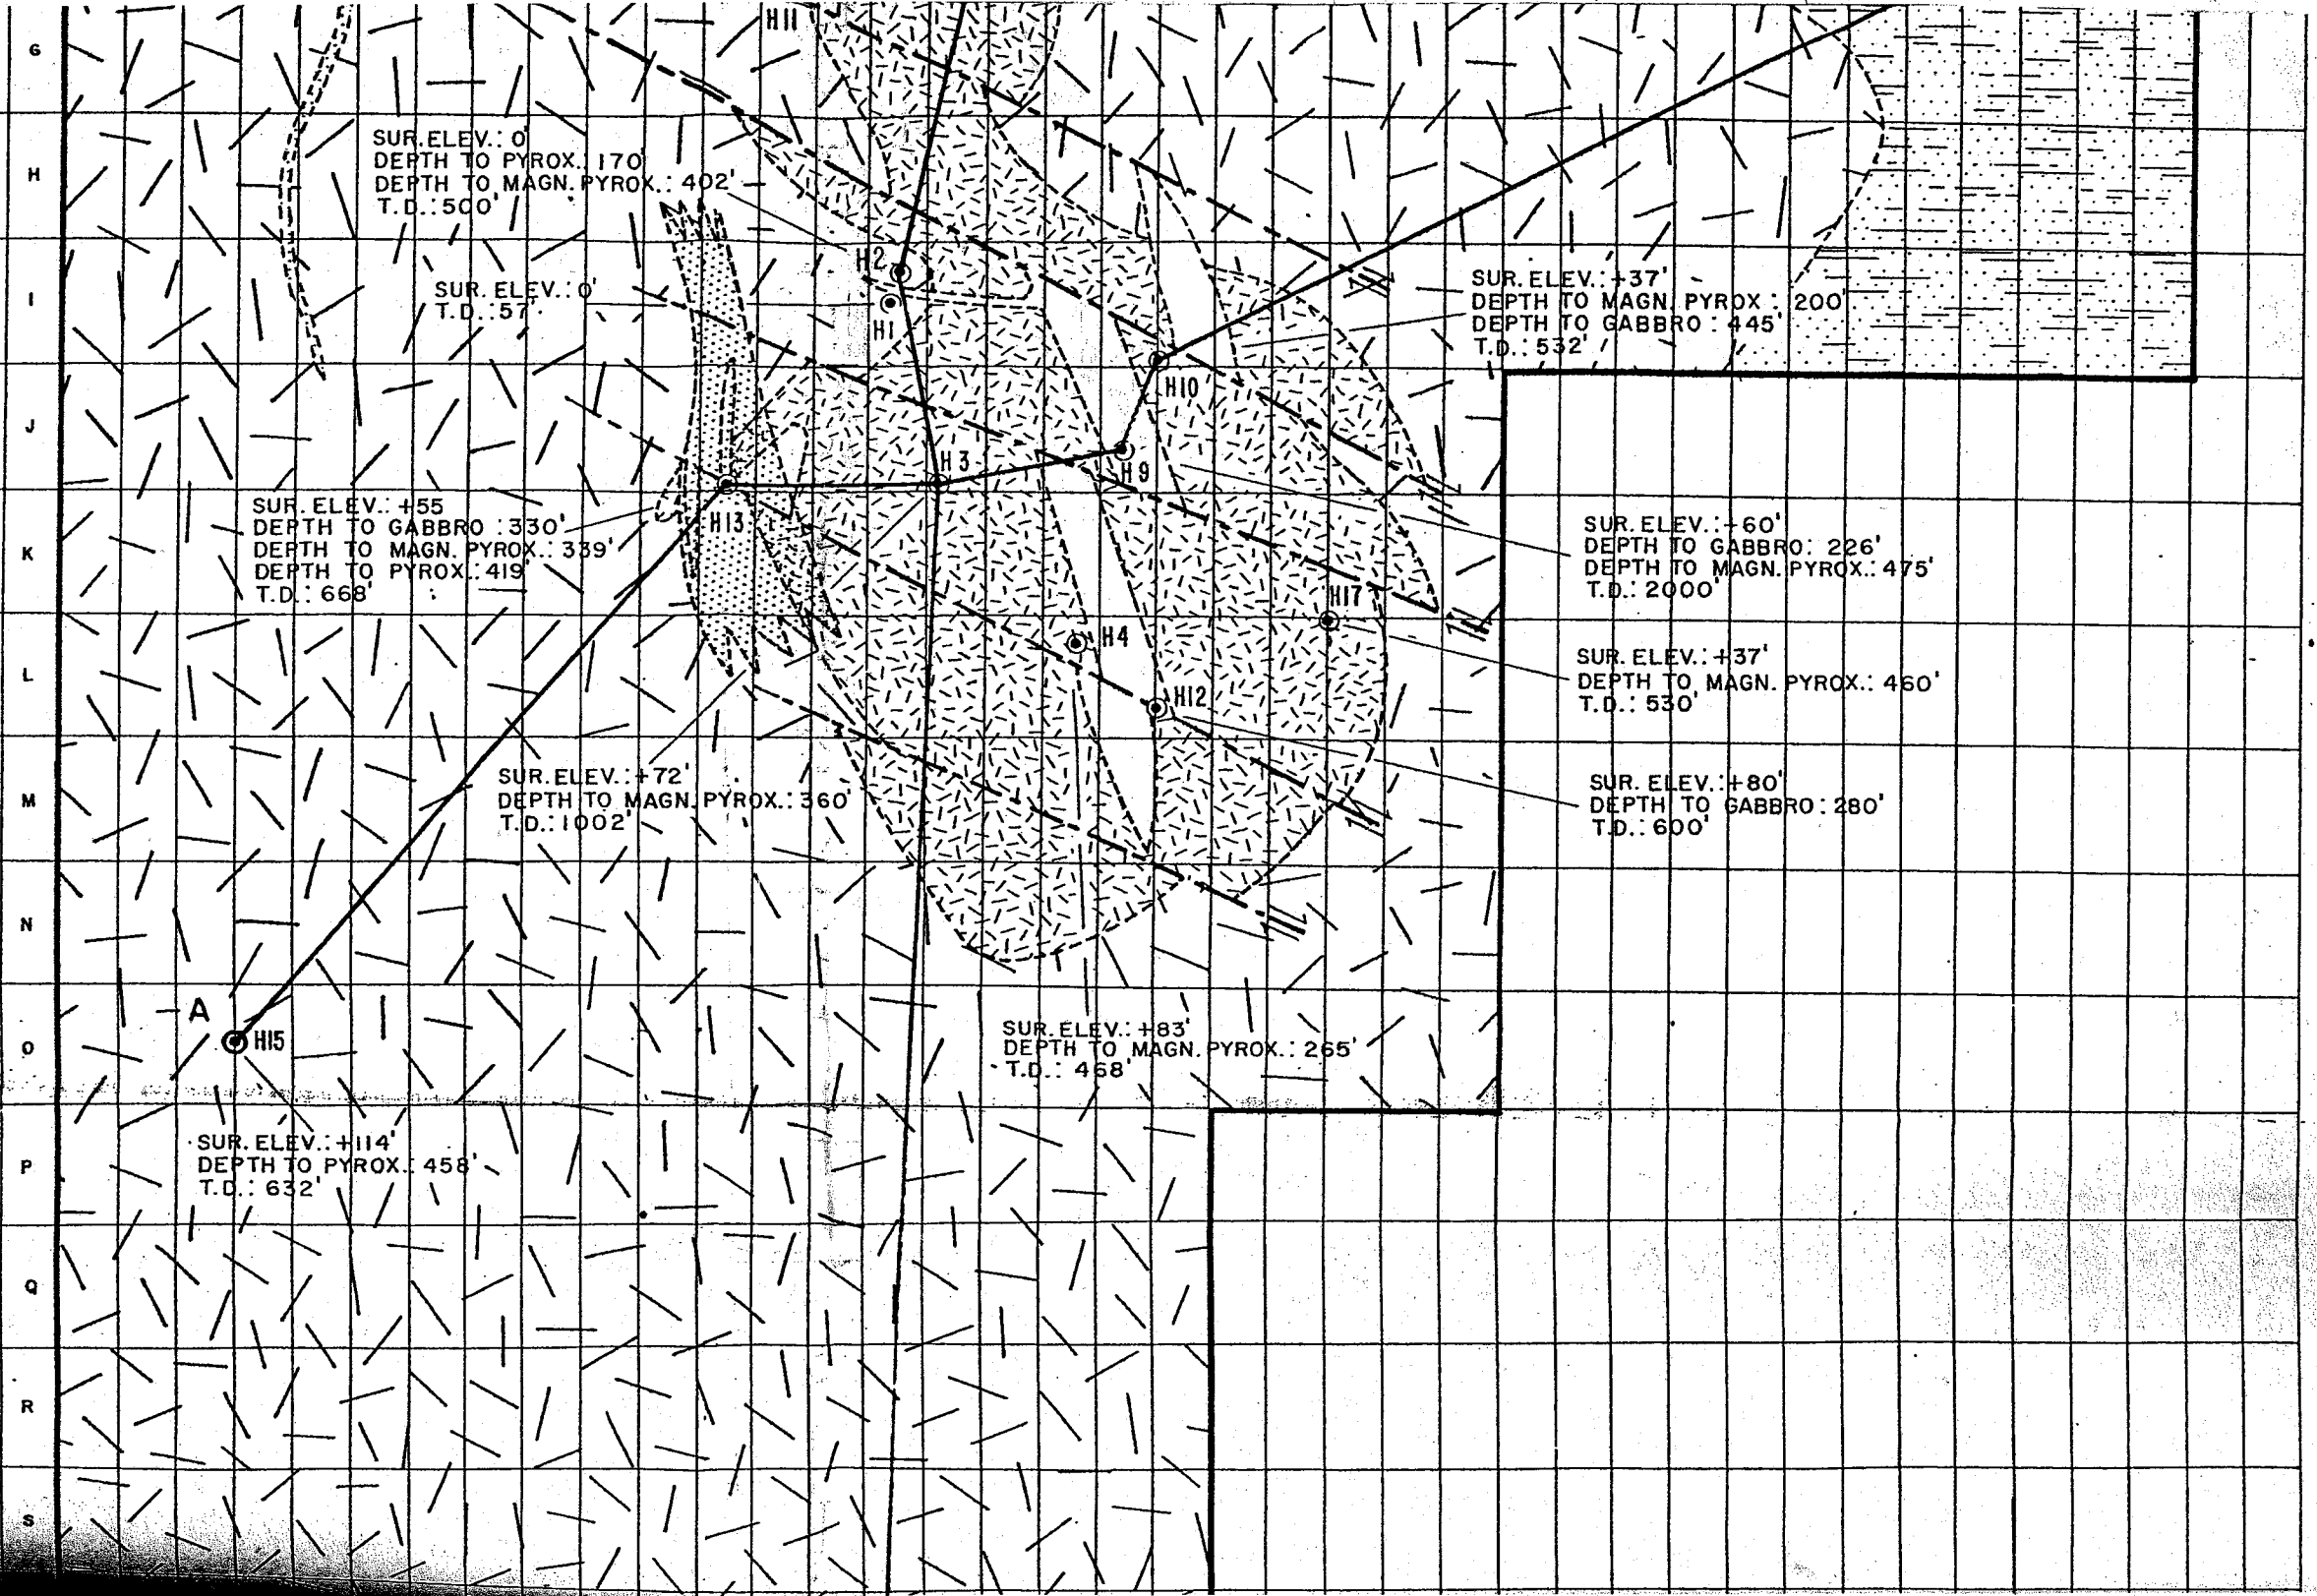 H11
G
H
I
J
K
L
M
N
O
P
Q
R
S
SUR. ELEV.: 0'
DEPTH TO PYROX.: 170'
DEPTH TO MAGN. PYROX.: 402'
T.D.: 500'
H2
SUR. ELEV.: 0'
T.D.: 57'
H1
SUR. ELEV.: +37'
DEPTH TO MAGN. PYROX : 200'
DEPTH TO GABBRO : 445'
T.D.: 532'
H10
H3
H9
H13
SUR. ELEV.: +55
DEPTH TO GABBRO : 330'
DEPTH TO MAGN. PYROX.: 339'
DEPTH TO PYROX.: 419'
T.D.: 668'
SUR. ELEV.: +60'
DEPTH TO GABBRO: 226'
DEPTH TO MAGN. PYROX.: 475'
T.D.: 2000'
H17
H4
SUR. ELEV.: +37'
DEPTH TO MAGN. PYROX.: 460'
T.D.: 530'
H12
SUR. ELEV.: +72'
DEPTH TO MAGN. PYROX.: 360'
T.D.: 1002'
SUR. ELEV.: +80'
DEPTH TO GABBRO: 280'
T.D.: 600'
A
H15
SUR. ELEV.: +83'
DEPTH TO MAGN. PYROX.: 265'
T.D.: 468'
SUR. ELEV.: +114'
DEPTH TO PYROX.: 458'
T.D.: 632'